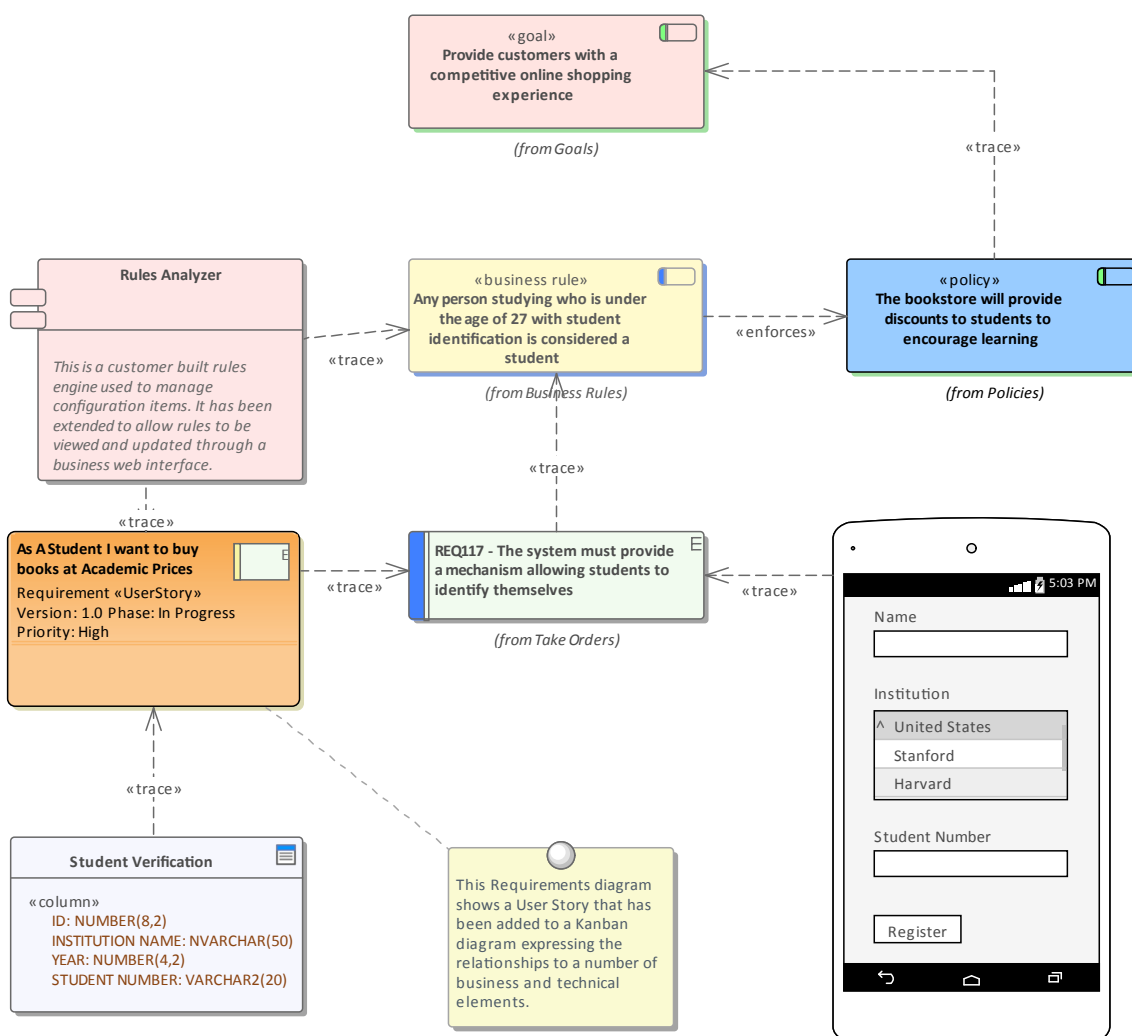 «goal»
Provide customers with a
competitive online shopping
experience
(from Goals)
«trace»
Rules Analyzer
This is a customer built rules
engine used to manage
configuration items. It has been
extended to allow rules to be
viewed and updated through a
business web interface.
«trace»
«business rule»
Any person studying who is under
the age of 27 with student
identification is considered a
student
(from Business Rules)
«enforces»
«policy»
The bookstore will provide
discounts to students to
encourage learning
(from Policies)
«trace»
«trace»
As A Student I want to buy
books at Academic Prices
Requirement «UserStory»
Version: 1.0 Phase: In Progress
Priority: High
E
«trace»
REQ117 - The system must provide
a mechanism allowing students to
identify themselves
E
(from Take Orders)
«trace»
5:03 PM
Name
Institution
^ United States
Stanford
Harvard
Student Number
Register
«trace»
Student Verification
«column»
ID: NUMBER(8,2)
INSTITUTION NAME: NVARCHAR(50)
YEAR: NUMBER(4,2)
STUDENT NUMBER: VARCHAR2(20)
This Requirements diagram
shows a User Story that has
been added to a Kanban
diagram expressing the
relationships to a number of
business and technical
elements.